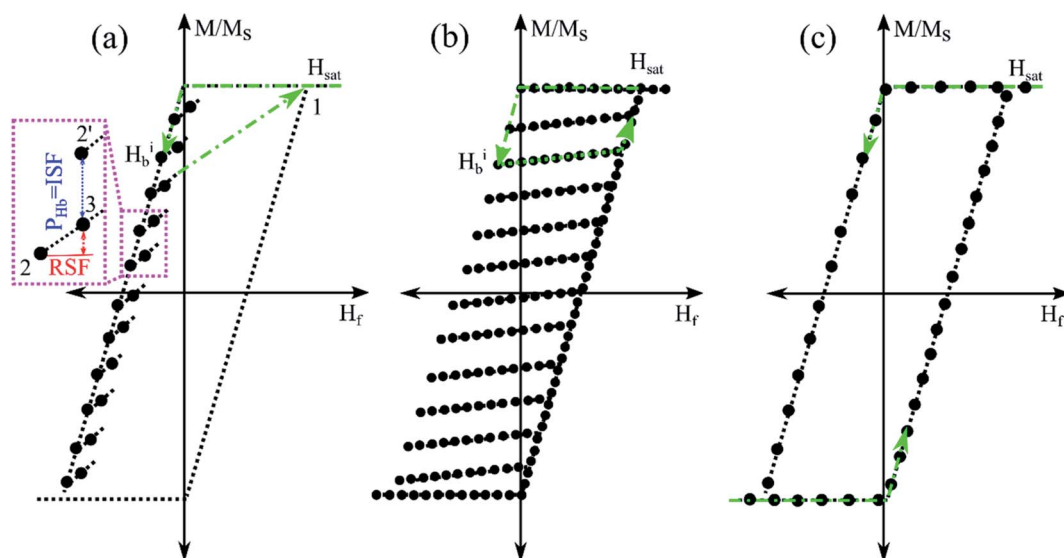 (a)
M/M_S
H_sat
1
H_b^i
2'
P_Hb=ISF
3
2
RSF
H_f
(b)
M/M_S
H_sat
H_b^i
H_f
(c)
M/M_S
H_sat
H_f